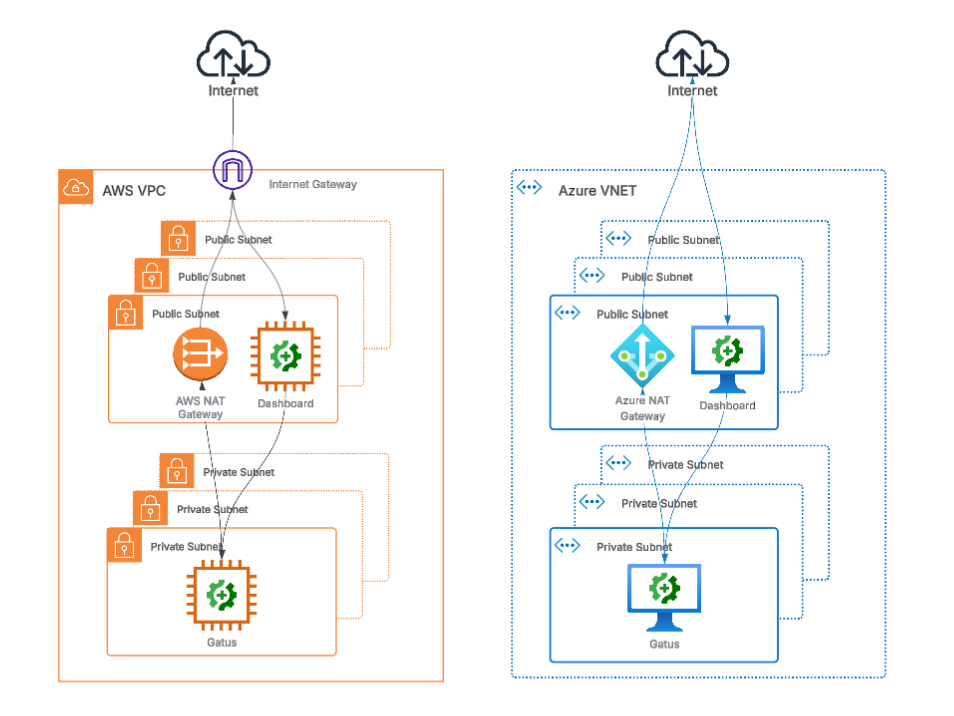 Internet
Internet Gateway
AWS VPC
Public Subnet
Public Subnet
Public Subnet
AWS NAT
Gateway
Dashboard
Private Subnet
Private Subnet
Private Subnet
Gatus
Internet
Azure VNET
Public Subnet
Public Subnet
Public Subnet
Azure NAT
Gateway
Dashboard
Private Subnet
Private Subnet
Private Subnet
Gatus